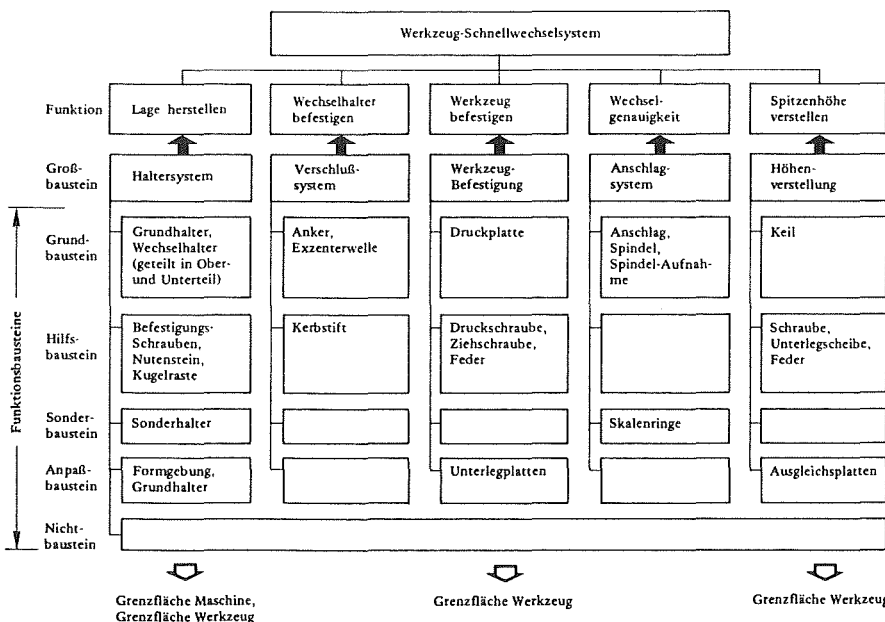 Werkzeug-Schnellwechselsystem
Funktion
Lage herstellen
Wechselhalter
befestigen
Werkzeug
befestigen
Wechsel-
genauigkeit
Spitzenhöhe
verstellen
Groß-
baustein
Haltersystem
Verschluß-
system
Werkzeug-
Befestigung
Anschlag-
system
Höhen-
verstellung
Funktionsbausteine
Grund-
baustein
Grundhalter,
Wechselhalter
(geteilt in Ober-
und Unterteil)
Anker,
Exzenterwelle
Druckplatte
Anschlag,
Spindel,
Spindel-Aufnah-
me
Keil
Hilfs-
baustein
Befestigungs-
Schrauben,
Nutenstein,
Kugelraste
Kerbstift
Druckschraube,
Ziehschraube,
Feder
Schraube,
Unterlegscheibe,
Feder
Sonder-
baustein
Sonderhalter
Skalenringe
Anpaß-
baustein
Formgebung,
Grundhalter
Unterlegplatten
Ausgleichsplatten
Nicht-
baustein
Grenzfläche Maschine,
Grenzfläche Werkzeug
Grenzfläche Werkzeug
Grenzfläche Werkzeug